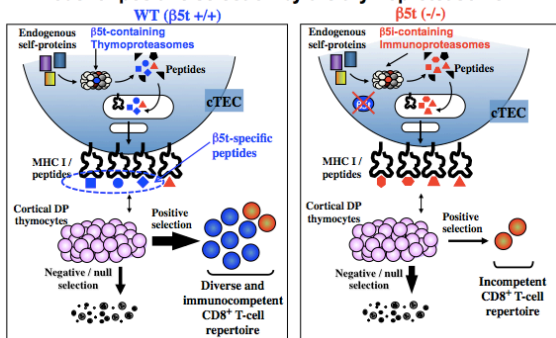 WT (β5t +/+)
Endogenous
self-proteins
β5t-containing
Thymoproteasomes
Peptides
cTEC
MHC I /
peptides
β5t-specific
peptides
Cortical DP
thymocytes
Positive
selection
Negative / null
selection
Diverse and
immunocompetent
CD8+ T-cell
repertoire
β5t (-/-)
Endogenous
self-proteins
β5i-containing
Immunoproteasomes
Peptides
cTEC
MHC I /
peptides
Cortical DP
thymocytes
Positive
selection
Negative / null
selection
Incompetent
CD8+ T-cell
repertoire